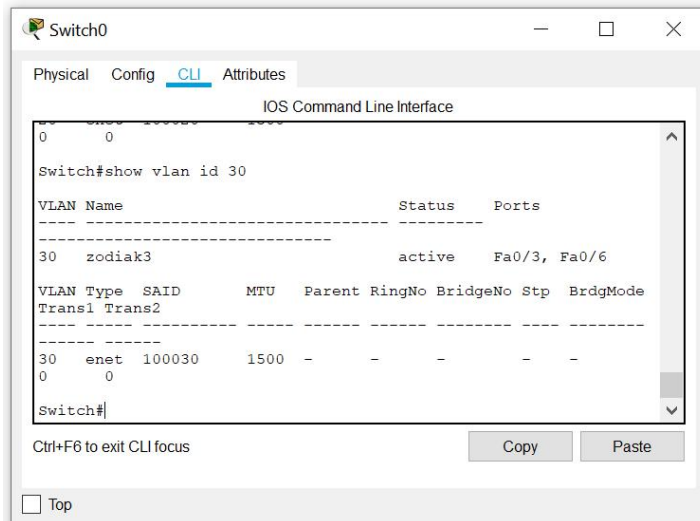 Switch0
Physical Config CLI Attributes
IOS Command Line Interface
0 0
Switch#show vlan id 30
VLAN Name Status Ports
---- -------------------------------- ---------
-------------------------------
30 zodiak3 active Fa0/3, Fa0/6
VLAN Type SAID MTU Parent RingNo BridgeNo Stp BrdgMode
Trans1 Trans2
---- ----- ---------- ----- ------ ------ -------- ---- --------
------ ------
30 enet 100030 1500 - - - - -
0 0
Switch#
Ctrl+F6 to exit CLI focus
Copy Paste
Top